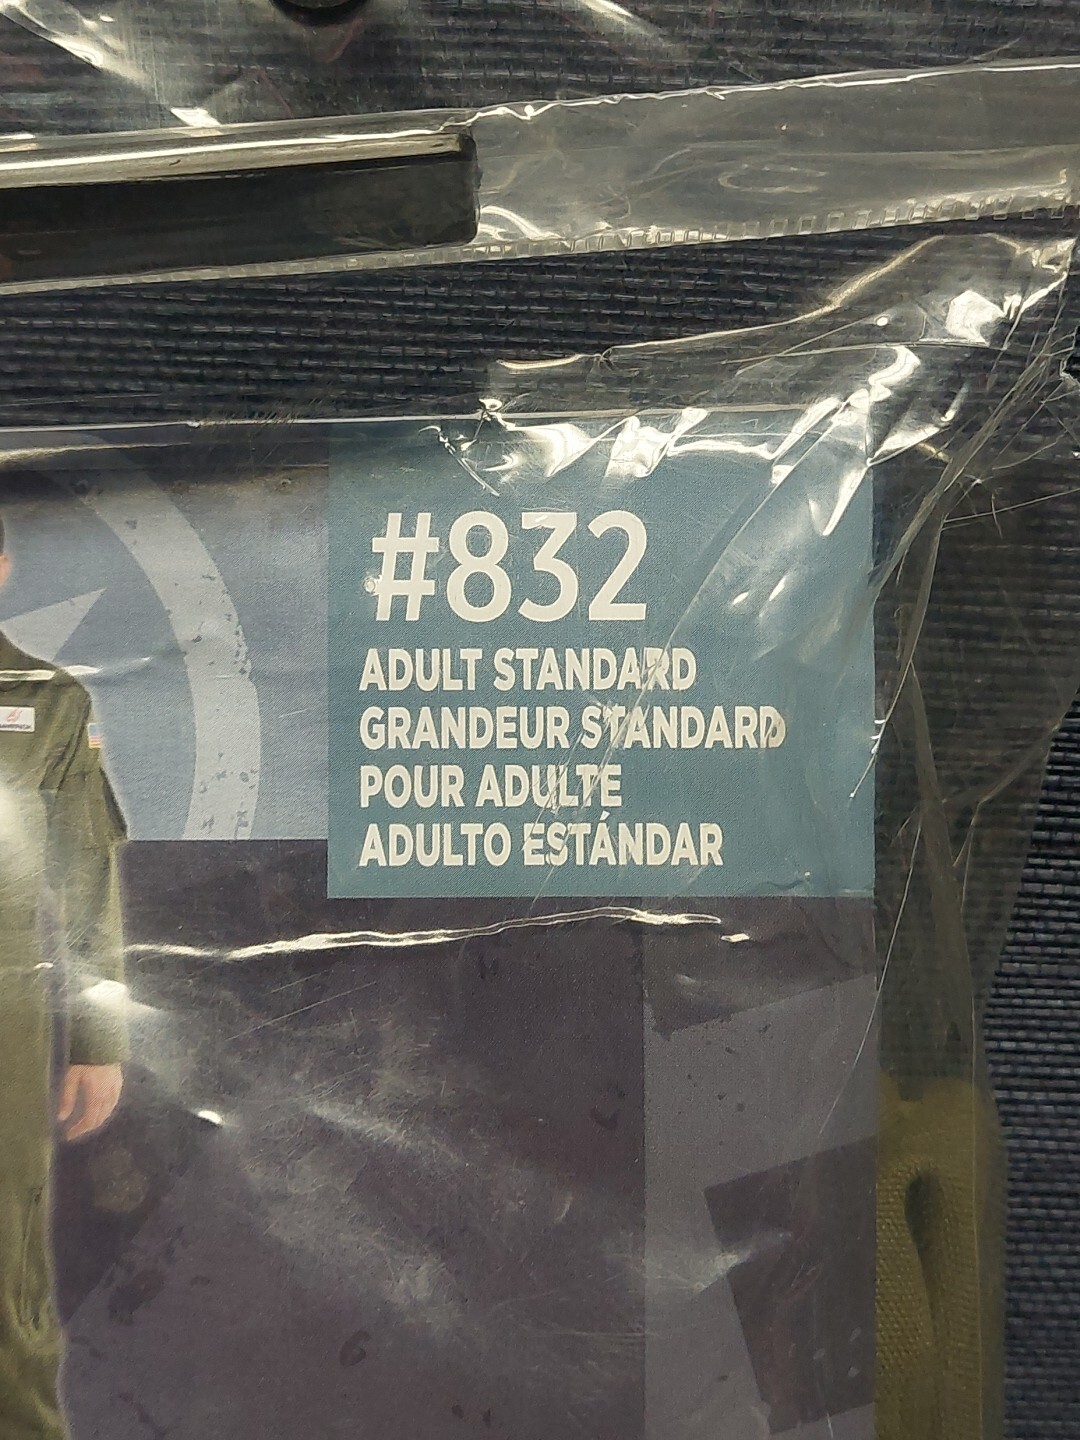 #832
ADULT STANDARD
GRANDEUR STANDARD
POUR ADULTE
ADULTO ESTÁNDAR